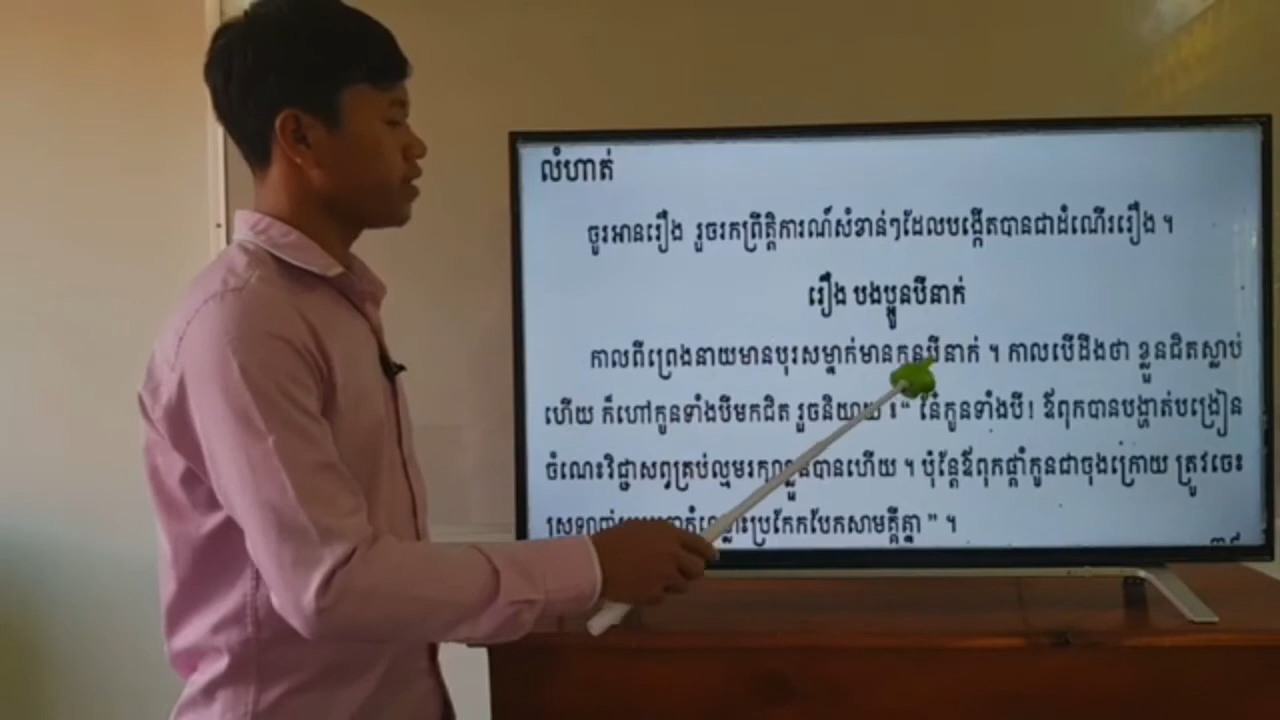 លំហាត់
ចូរអានរឿង រួចរកព្រឹត្តិការណ៍សំខាន់ៗដែលបង្កើតបានជាដំណើររឿង ។
រឿង បងប្អូនបីនាក់
កាលពីព្រេងនាយមានបុរសម្នាក់មានកូនបីនាក់ ។ កាលបើដឹងថា ខ្លួនជិតស្លាប់
ហើយ ក៏ហៅកូនទាំងបីមកជិត រួចនិយាយ ៖“ នែ៎កូនទាំងបី! ឪពុកបានបង្ហាត់បង្រៀន
ចំណេះវិជ្ជាសព្វគ្រប់ល្មមរក្សាខ្លួនបានហើយ ។ ប៉ុន្តែឪពុកផ្តាំកូនជាចុងក្រោយ ត្រូវចេះ
ប្រកែកបែកសាមគ្គីគ្នា ” ។
៣៩